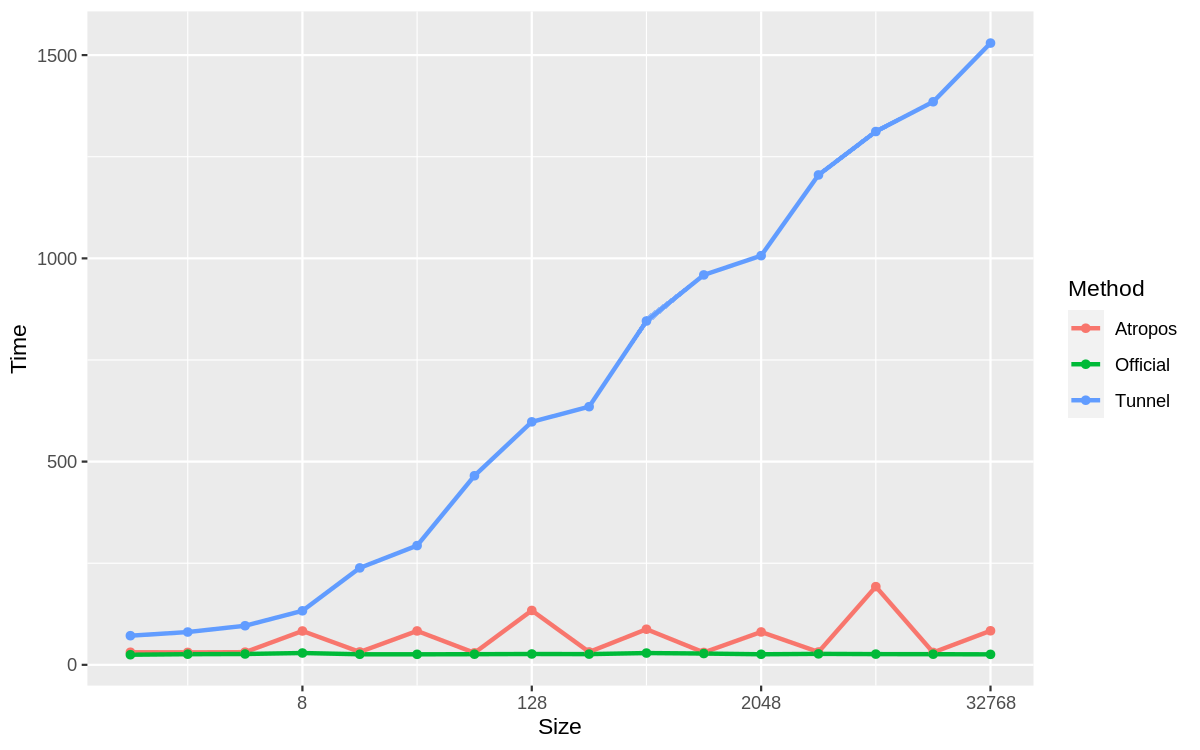 1500
1000
500
0
Time
8
128
2048
32768
Size
Method
Atropos
Official
Tunnel